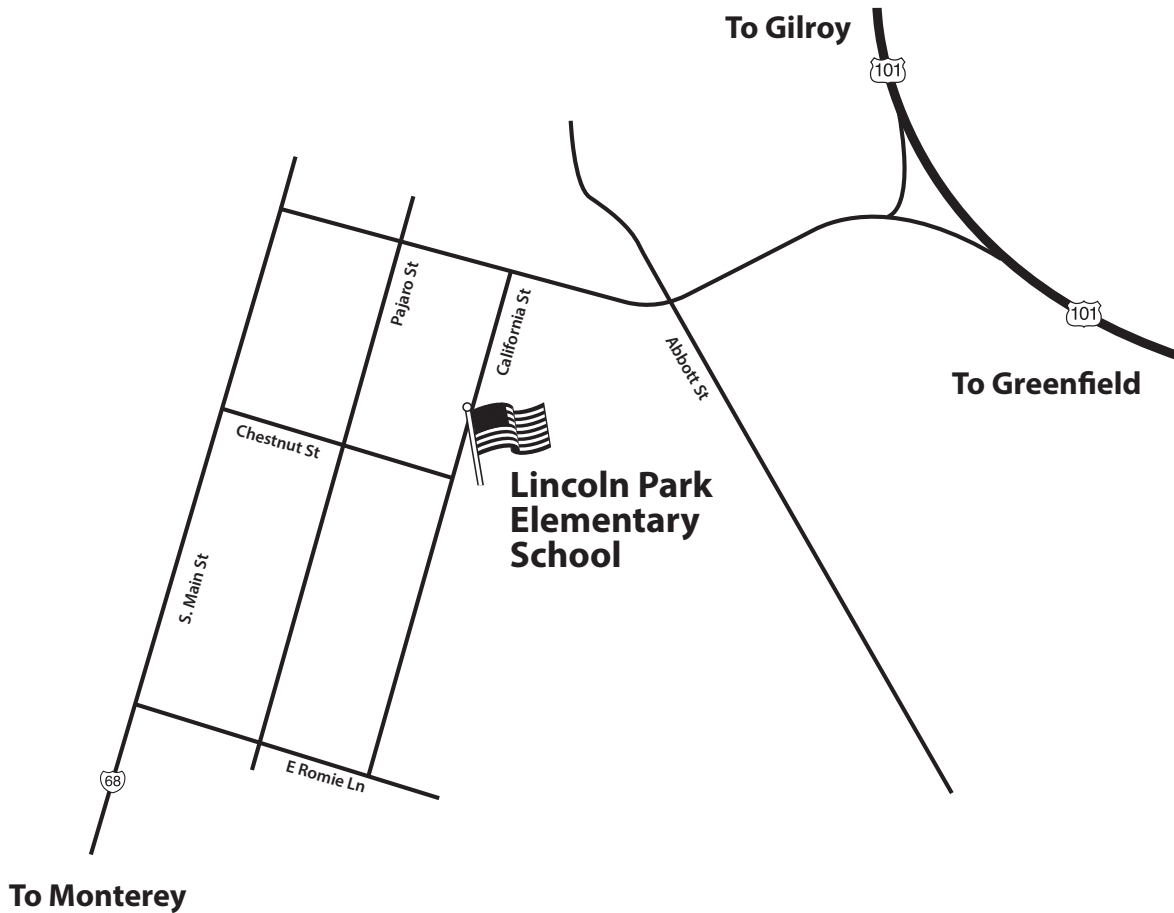 To Gilroy
101
Pajaro St
California St
101
Abbott St
To Greenfield
Chestnut St
Lincoln Park
Elementary
School
S. Main St
E Romie Ln
68
To Monterey